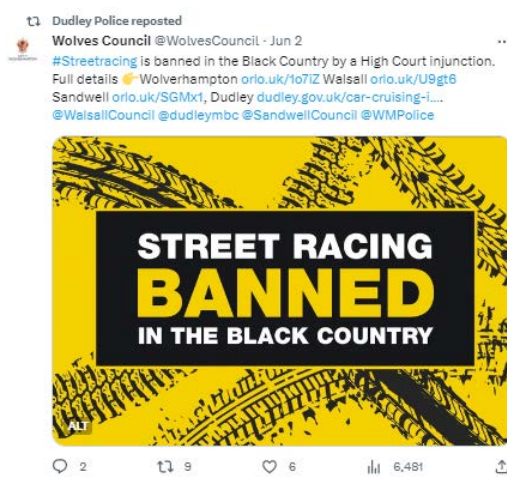 Dudley Police reposted
Wolves Council @WolvesCouncil · Jun 2
#Streetracing is banned in the Black Country by a High Court injunction.
Full details 👉Wolverhampton orlo.uk/1o7iZ Walsall orlo.uk/U9gt6
Sandwell orlo.uk/SGMx1, Dudley dudley.gov.uk/car-cruising-i....
@WalsallCouncil @dudleymbc @SandwellCouncil @WMPolice
STREET RACING
BANNED
IN THE BLACK COUNTRY
ALT
2 9 6 6,481